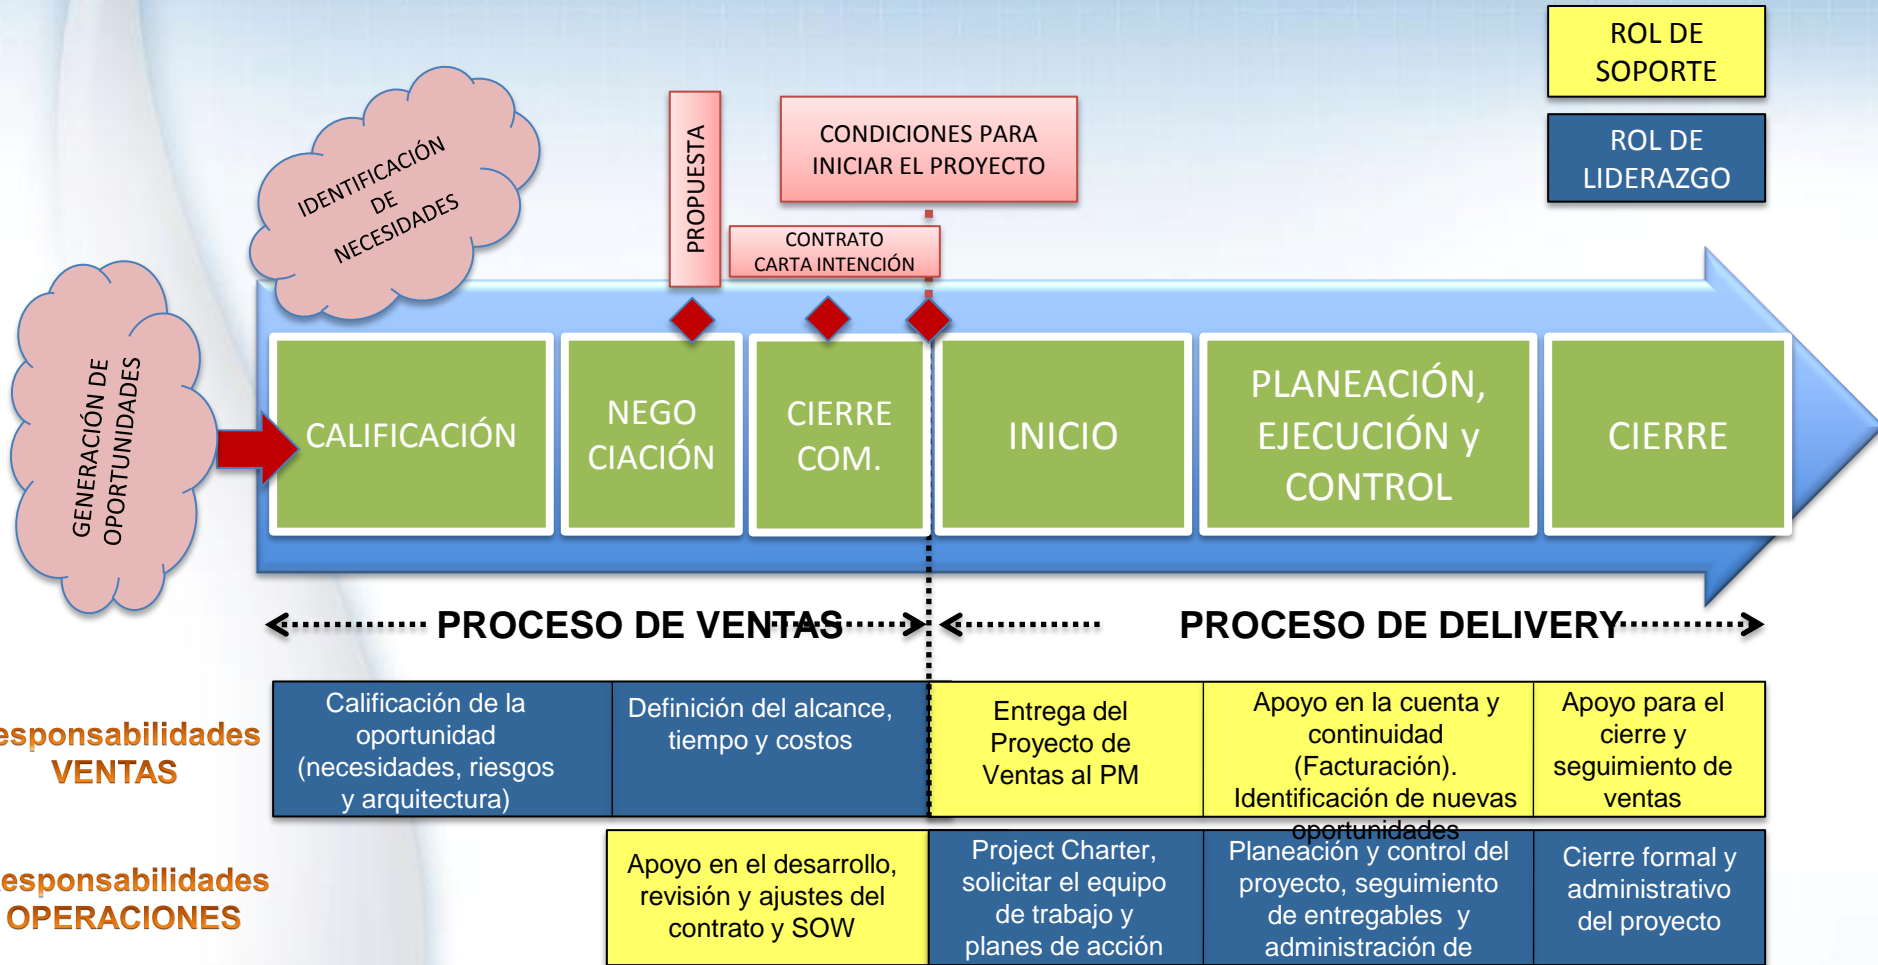 ROL DE
SOPORTE
ROL DE
LIDERAZGO
IDENTIFICACIÓN
DE
NECESIDADES
PROPUESTA
CONDICIONES PARA
INICIAR EL PROYECTO
CONTRATO
CARTA INTENCIÓN
GENERACIÓN DE
OPORTUNIDADES
CALIFICACIÓN
NEGO
CIACIÓN
CIERRE
COM.
INICIO
PLANEACIÓN,
EJECUCIÓN y
CONTROL
CIERRE
PROCESO DE VENTAS
PROCESO DE DELIVERY
esponsabilidades
VENTAS
Calificación de la
oportunidad
(necesidades, riesgos
y arquitectura)
Definición del alcance,
tiempo y costos
Entrega del
Proyecto de
Ventas al PM
Apoyo en la cuenta y
continuidad
(Facturación).
Identificación de nuevas
oportunidades
Apoyo para el
cierre y
seguimiento de
ventas
esponsabilidades
OPERACIONES
Apoyo en el desarrollo,
revisión y ajustes del
contrato y SOW
Project Charter,
solicitar el equipo
de trabajo y
planes de acción
Planeación y control del
proyecto, seguimiento
de entregables y
administración de
Cierre formal y
administrativo
del proyecto